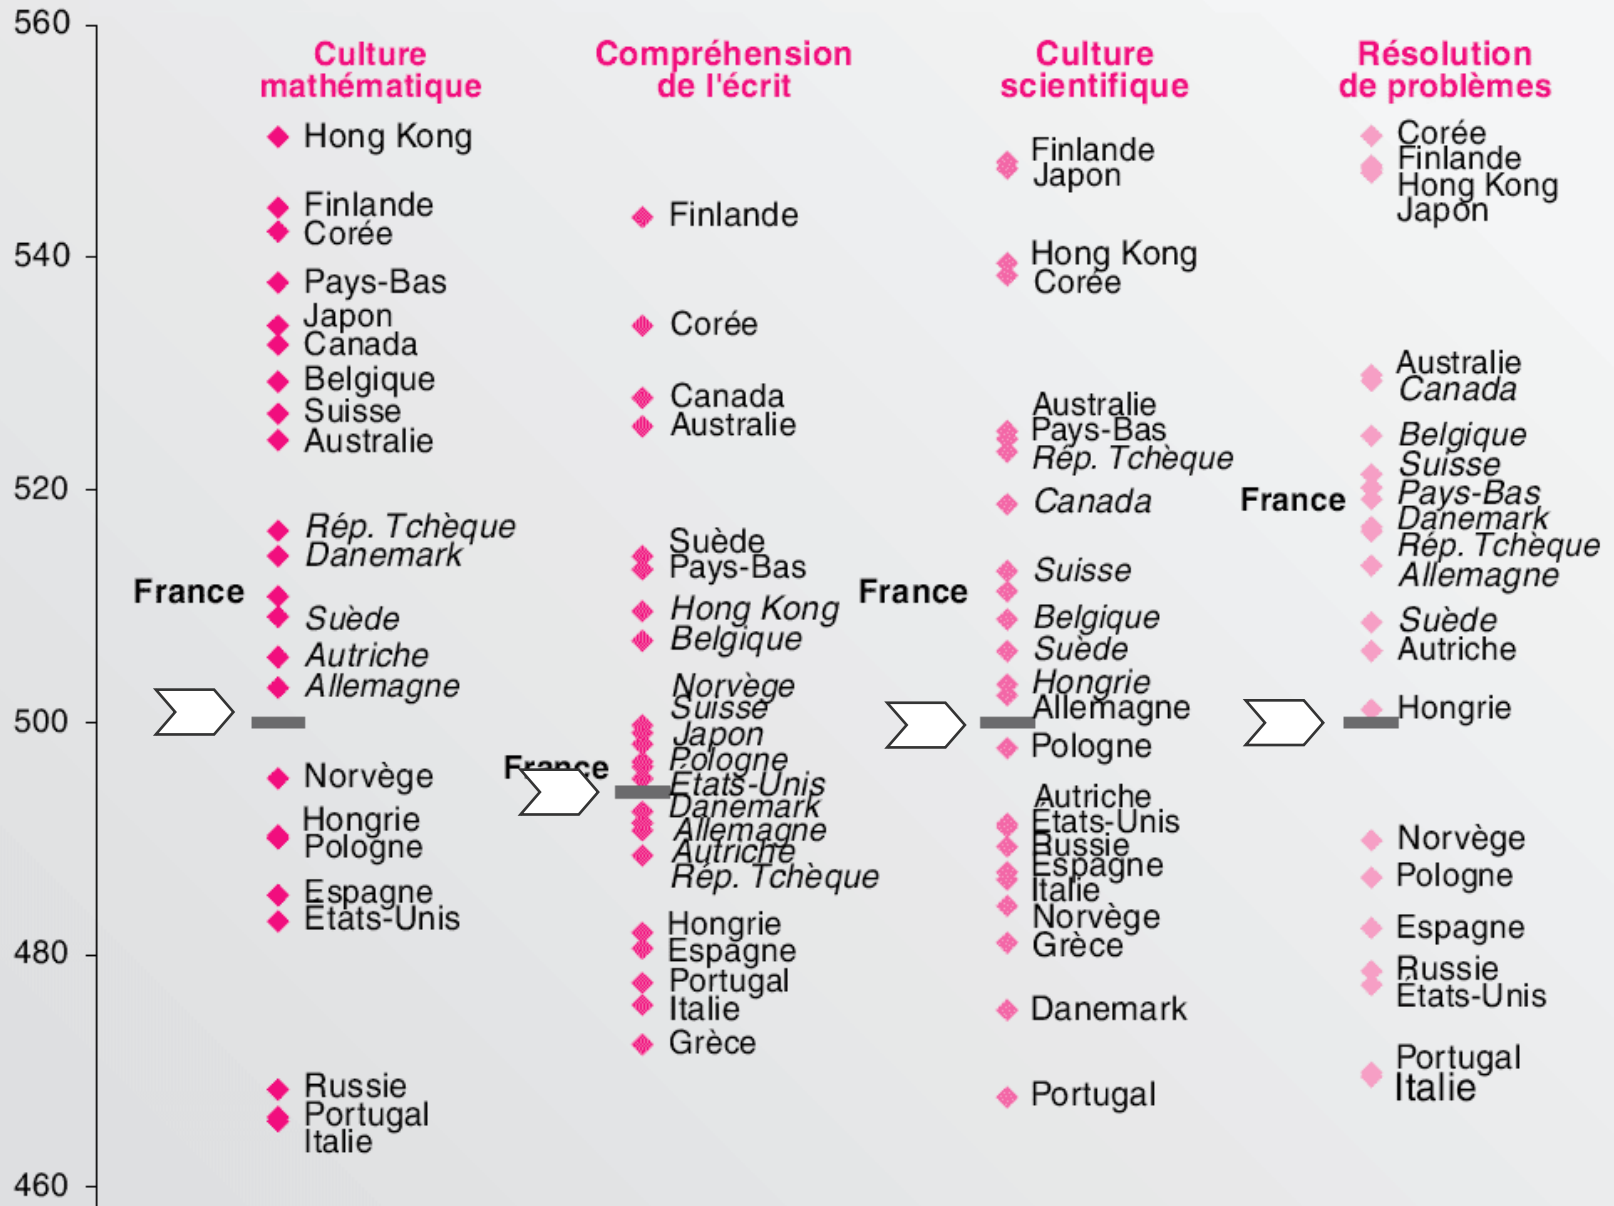 560
540
520
500
480
460
Culture
mathématique
Hong Kong
Finlande
Corée
Pays-Bas
Japon
Canada
Belgique
Suisse
Australie
Rép. Tchèque
Danemark
France
Suède
Autriche
Allemagne
Norvège
Hongrie
Pologne
Espagne
États-Unis
Russie
Portugal
Italie
Compréhension
de l'écrit
Finlande
Corée
Canada
Australie
Suède
Pays-Bas
Hong Kong
Belgique
Norvège
Suisse
Japon
Pologne
France
États-Unis
Danemark
Allemagne
Autriche
Rép. Tchèque
Hongrie
Espagne
Portugal
Italie
Grèce
Culture
scientifique
Finlande
Japon
Hong Kong
Corée
Australie
Pays-Bas
Rép. Tchèque
Canada
Suisse
France
Belgique
Suède
Hongrie
Allemagne
Pologne
Autriche
États-Unis
Russie
Espagne
Italie
Norvège
Grèce
Danemark
Portugal
Résolution
de problèmes
Corée
Finlande
Hong Kong
Japon
Australie
Canada
Belgique
Suisse
Pays-Bas
France
Danemark
Rép. Tchèque
Allemagne
Suède
Autriche
Hongrie
Norvège
Pologne
Espagne
Russie
États-Unis
Portugal
Italie